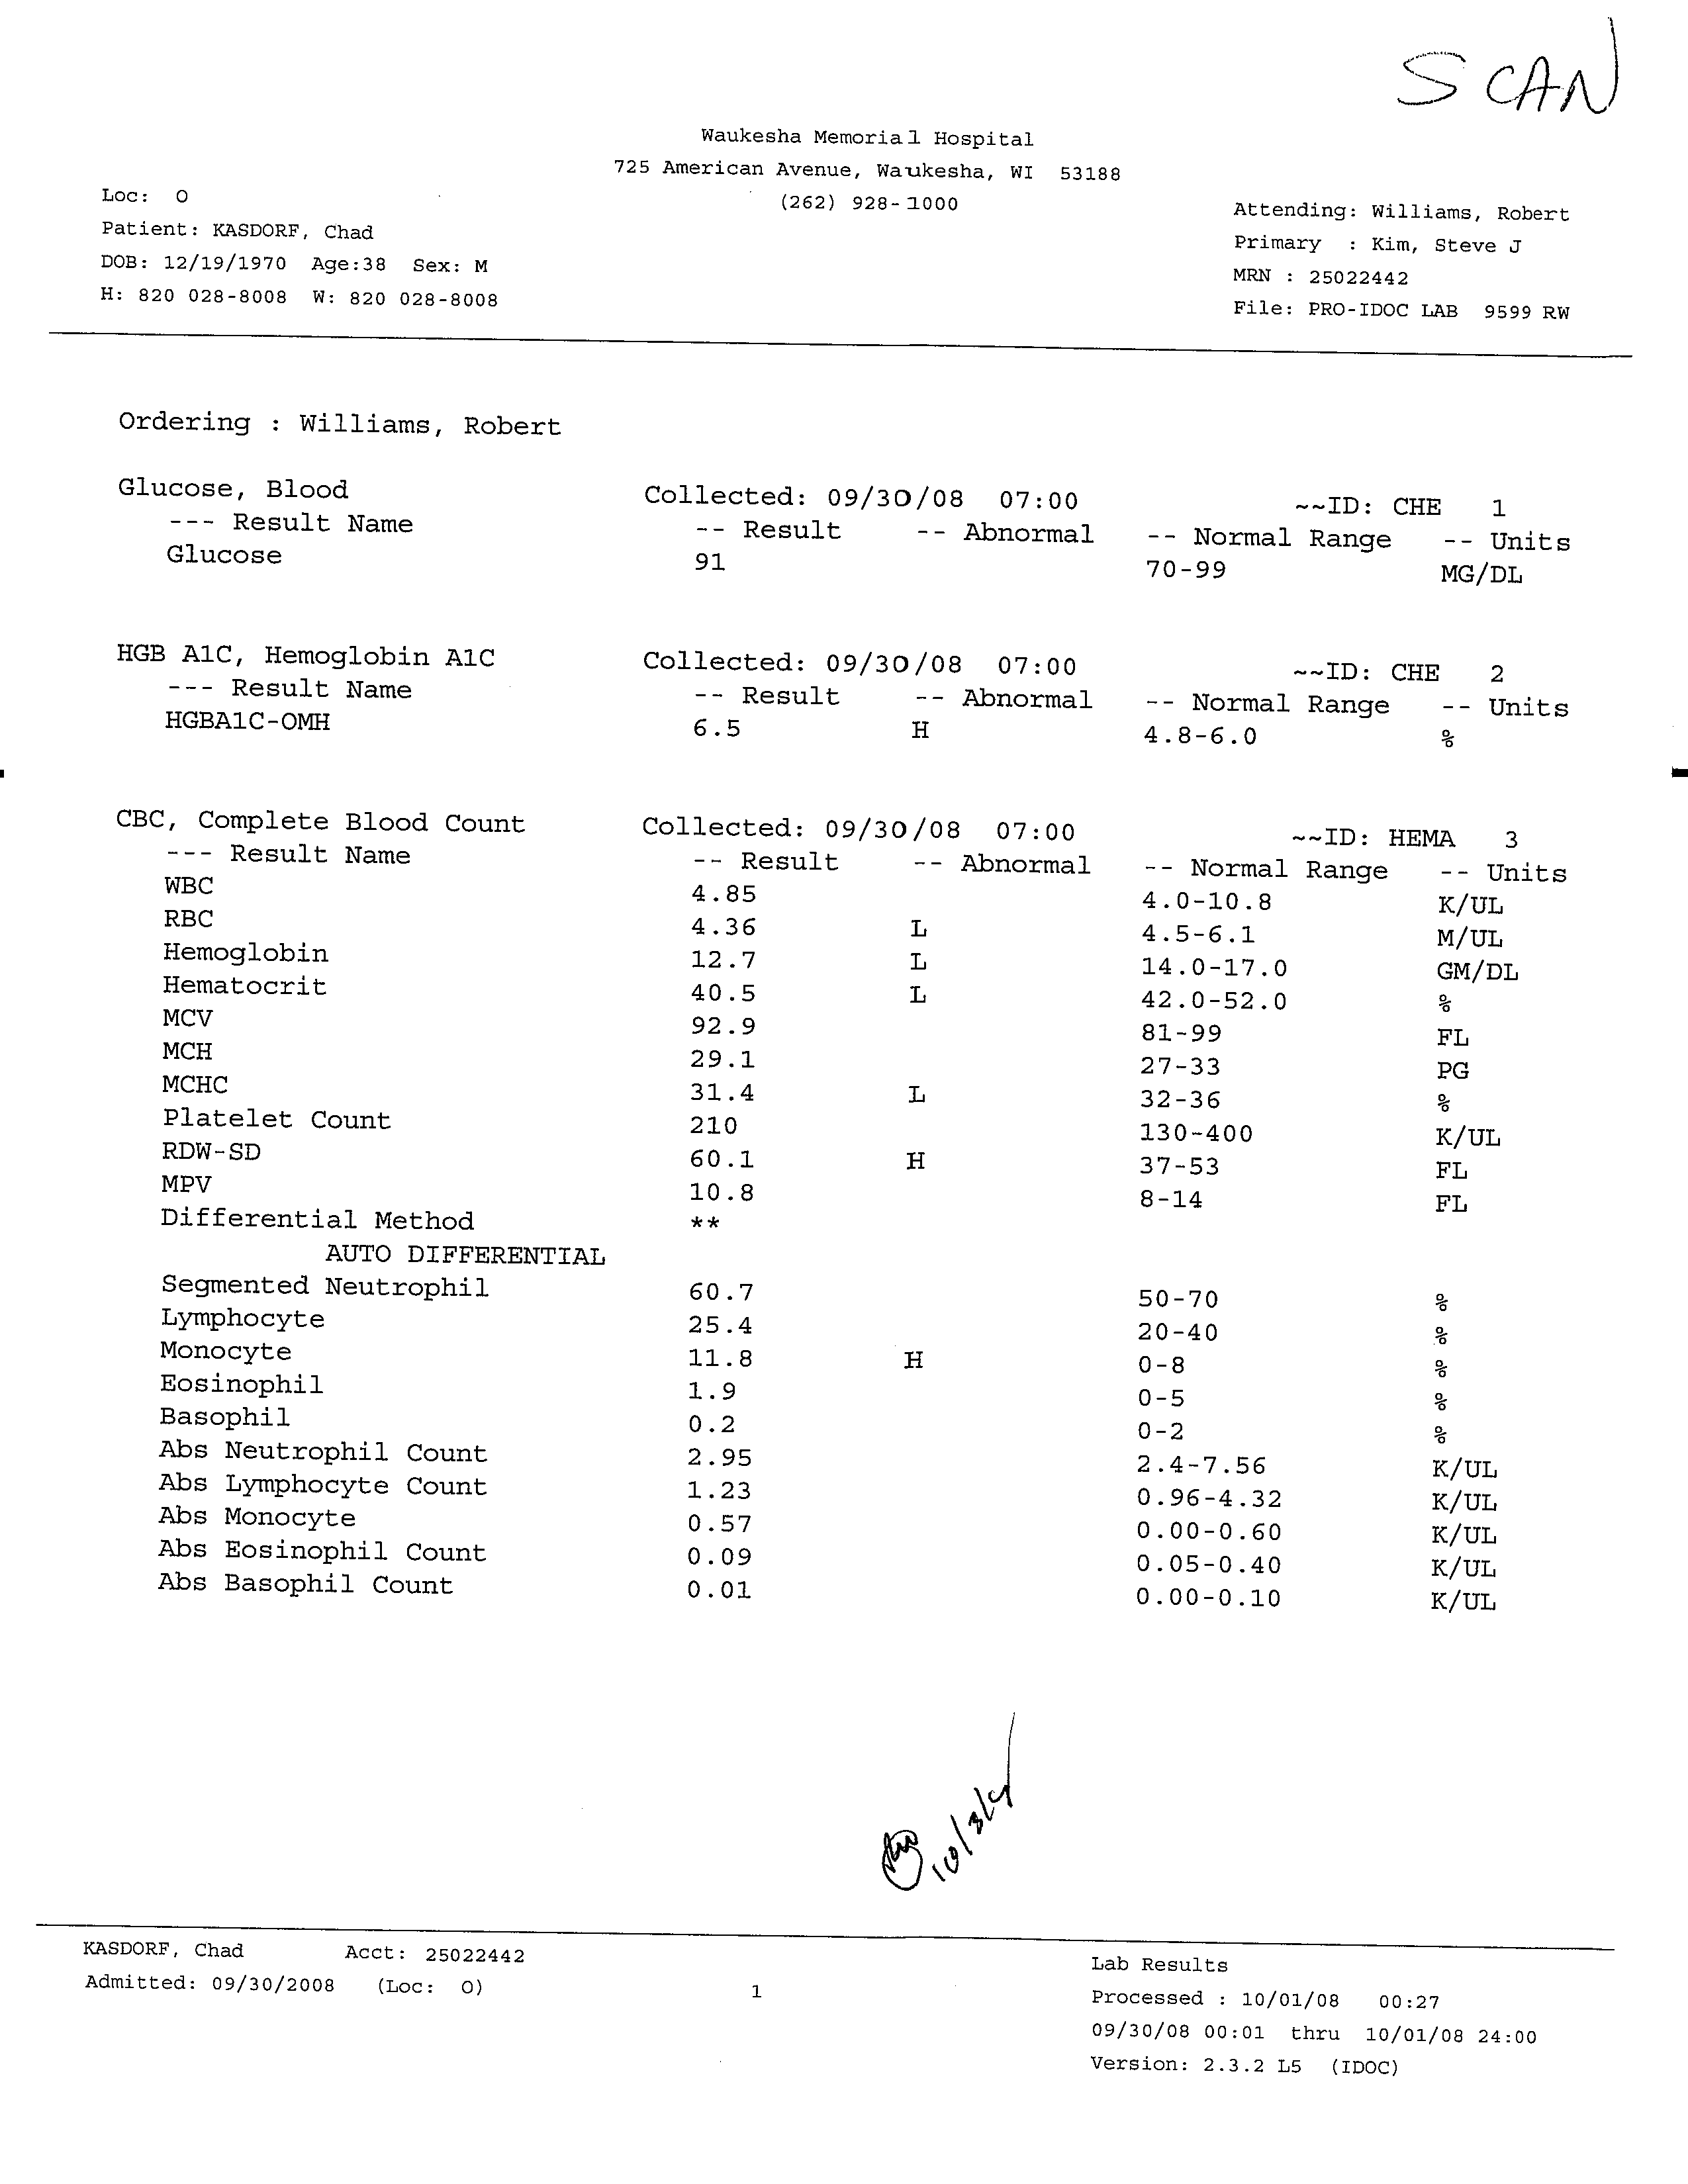 SCAN
Waukesha Memorial Hospital
725 American Avenue, Waukesha, WI 53188
(262) 928-1000
Loc: O
Patient: KASDORF, Chad
DOB: 12/19/1970 Age:38 Sex: M
H: 820 028-8008 W: 820 028-8008
Attending: Williams, Robert
Primary : Kim, Steve J
MRN : 25022442
File: PRO-IDOC LAB 9599 RW
Ordering : Williams, Robert
Glucose, Blood Collected: 09/30/08 07:00 ~~ID: CHE 1
--- Result Name -- Result -- Abnormal -- Normal Range -- Units
Glucose 91 70-99 MG/DL
HGB A1C, Hemoglobin A1C Collected: 09/30/08 07:00 ~~ID: CHE 2
--- Result Name -- Result -- Abnormal -- Normal Range -- Units
HGBA1C-OMH 6.5 H 4.8-6.0 %
CBC, Complete Blood Count Collected: 09/30/08 07:00 ~~ID: HEMA 3
--- Result Name -- Result -- Abnormal -- Normal Range -- Units
WBC 4.85 4.0-10.8 K/UL
RBC 4.36 L 4.5-6.1 M/UL
Hemoglobin 12.7 L 14.0-17.0 GM/DL
Hematocrit 40.5 L 42.0-52.0 %
MCV 92.9 81-99 FL
MCH 29.1 27-33 PG
MCHC 31.4 L 32-36 %
Platelet Count 210 130-400 K/UL
RDW-SD 60.1 H 37-53 FL
MPV 10.8 8-14 FL
Differential Method **
AUTO DIFFERENTIAL
Segmented Neutrophil 60.7 50-70 %
Lymphocyte 25.4 20-40 %
Monocyte 11.8 H 0-8 %
Eosinophil 1.9 0-5 %
Basophil 0.2 0-2 %
Abs Neutrophil Count 2.95 2.4-7.56 K/UL
Abs Lymphocyte Count 1.23 0.96-4.32 K/UL
Abs Monocyte 0.57 0.00-0.60 K/UL
Abs Eosinophil Count 0.09 0.05-0.40 K/UL
Abs Basophil Count 0.01 0.00-0.10 K/UL
KASDORF, Chad Acct: 25022442
Admitted: 09/30/2008 (Loc: O)
1
Lab Results
Processed : 10/01/08 00:27
09/30/08 00:01 thru 10/01/08 24:00
Version: 2.3.2 L5 (IDOC)